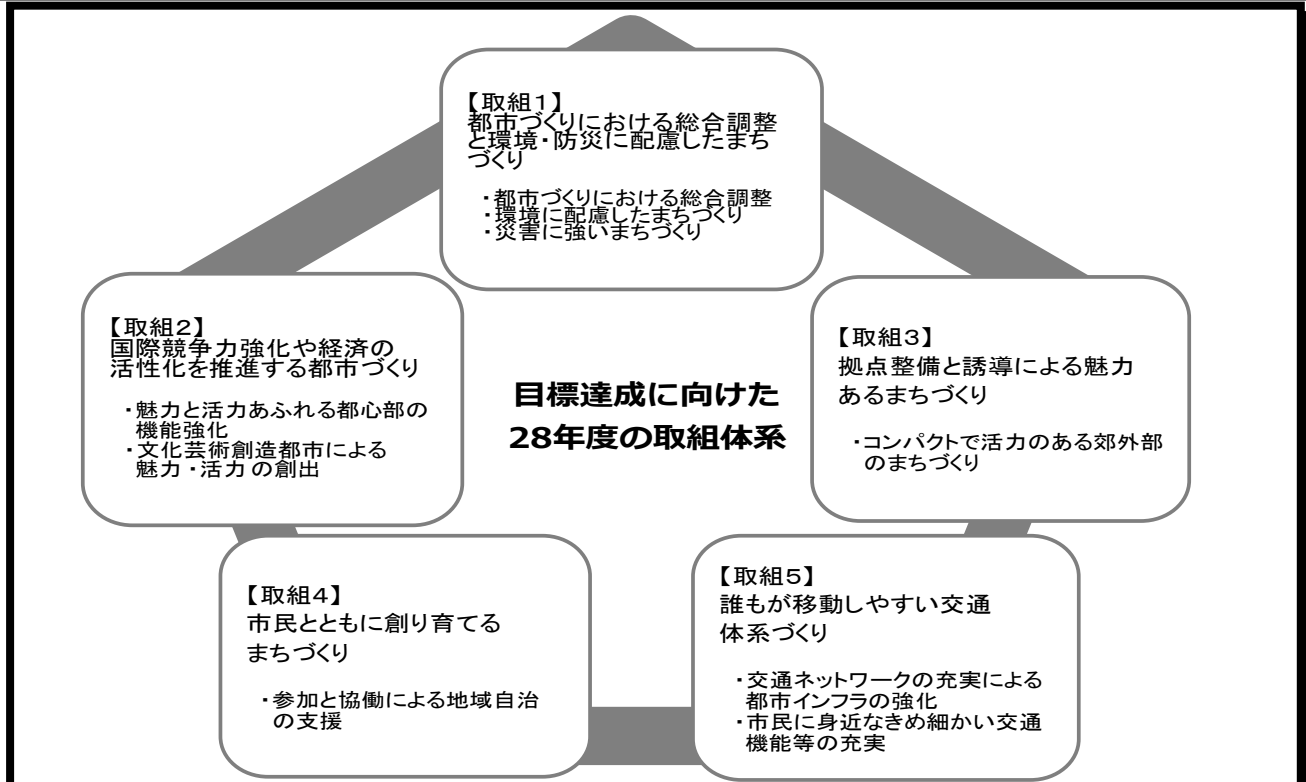 【取組1】
都市づくりにおける総合調整
と環境・防災に配慮したまち
づくり
・都市づくりにおける総合調整
・環境に配慮したまちづくり
・災害に強いまちづくり
【取組2】
国際競争力強化や経済の
活性化を推進する都市づくり
・魅力と活力あふれる都心部の
機能強化
・文化芸術創造都市による
魅力・活力の創出
目標達成に向けた
28年度の取組体系
【取組3】
拠点整備と誘導による魅力
あるまちづくり
・コンパクトで活力のある郊外部
のまちづくり
【取組4】
市民とともに創り育てる
まちづくり
・参加と協働による地域自治
の支援
【取組5】
誰もが移動しやすい交通
体系づくり
・交通ネットワークの充実による
都市インフラの強化
・市民に身近なきめ細かい交通
機能等の充実